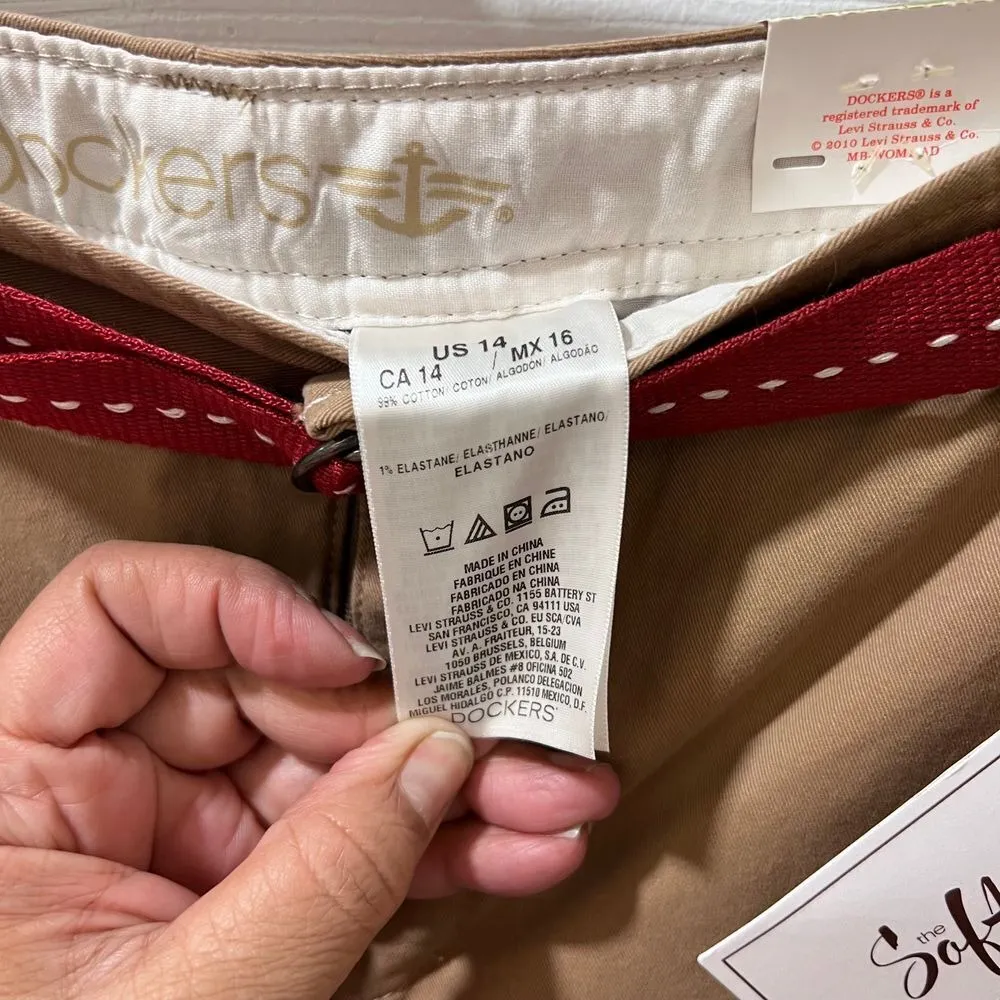 Dockers®
DOCKERS® is a
registered trademark of
Levi Strauss & Co.
© 2010 Levi Strauss & Co.
US 14 / MX 16
CA 14
99% COTTON/ COTON/ ALGODÓN/ ALGODÃO
1% ELASTANE/ ELASTHANNE/ ELASTANO/
ELASTANO
MADE IN CHINA
FABRIQUE EN CHINE
FABRICADO EN CHINA
FABRICADO NA CHINA
LEVI STRAUSS & CO. 1155 BATTERY ST
SAN FRANCISCO, CA 94111 USA
LEVI STRAUSS & CO. EU SCA/CVA
AV. A. FRAITEUR, 15-23
1050 BRUSSELS, BELGIUM
LEVI STRAUSS DE MEXICO, S.A. DE C.V.
JAIME BALMES #8 OFICINA 502
LOS MORALES, POLANCO DELEGACION
MIGUEL HIDALGO C.P. 11510 MEXICO, D.F.
DOCKERS
the